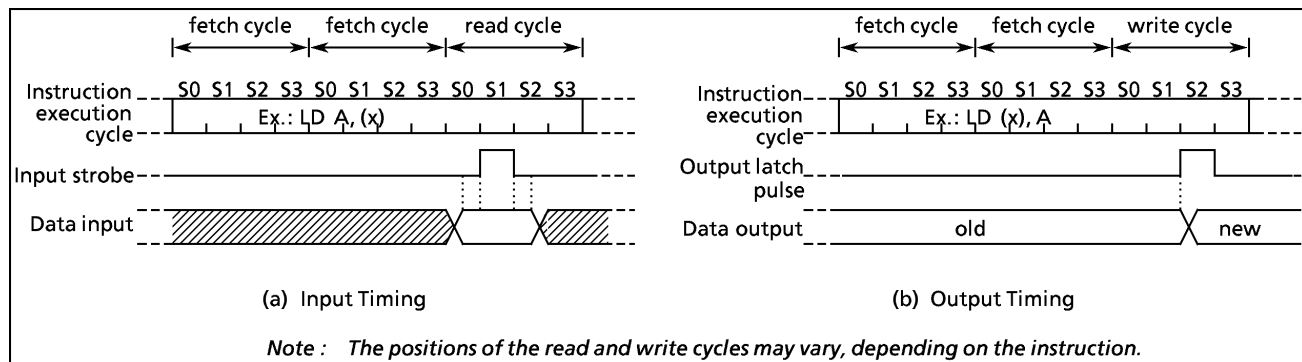 fetch cycle fetch cycle read cycle
S0 S1 S2 S3 S0 S1 S2 S3 S0 S1 S2 S3
Instruction
execution
cycle
Ex.: LD A, (x)
Input strobe
Data input
(a) Input Timing
fetch cycle fetch cycle write cycle
S0 S1 S2 S3 S0 S1 S2 S3 S0 S1 S2 S3
Instruction
execution
cycle
Ex.: LD (x), A
Output latch
pulse
Data output
old new
(b) Output Timing
Note : The positions of the read and write cycles may vary, depending on the instruction.